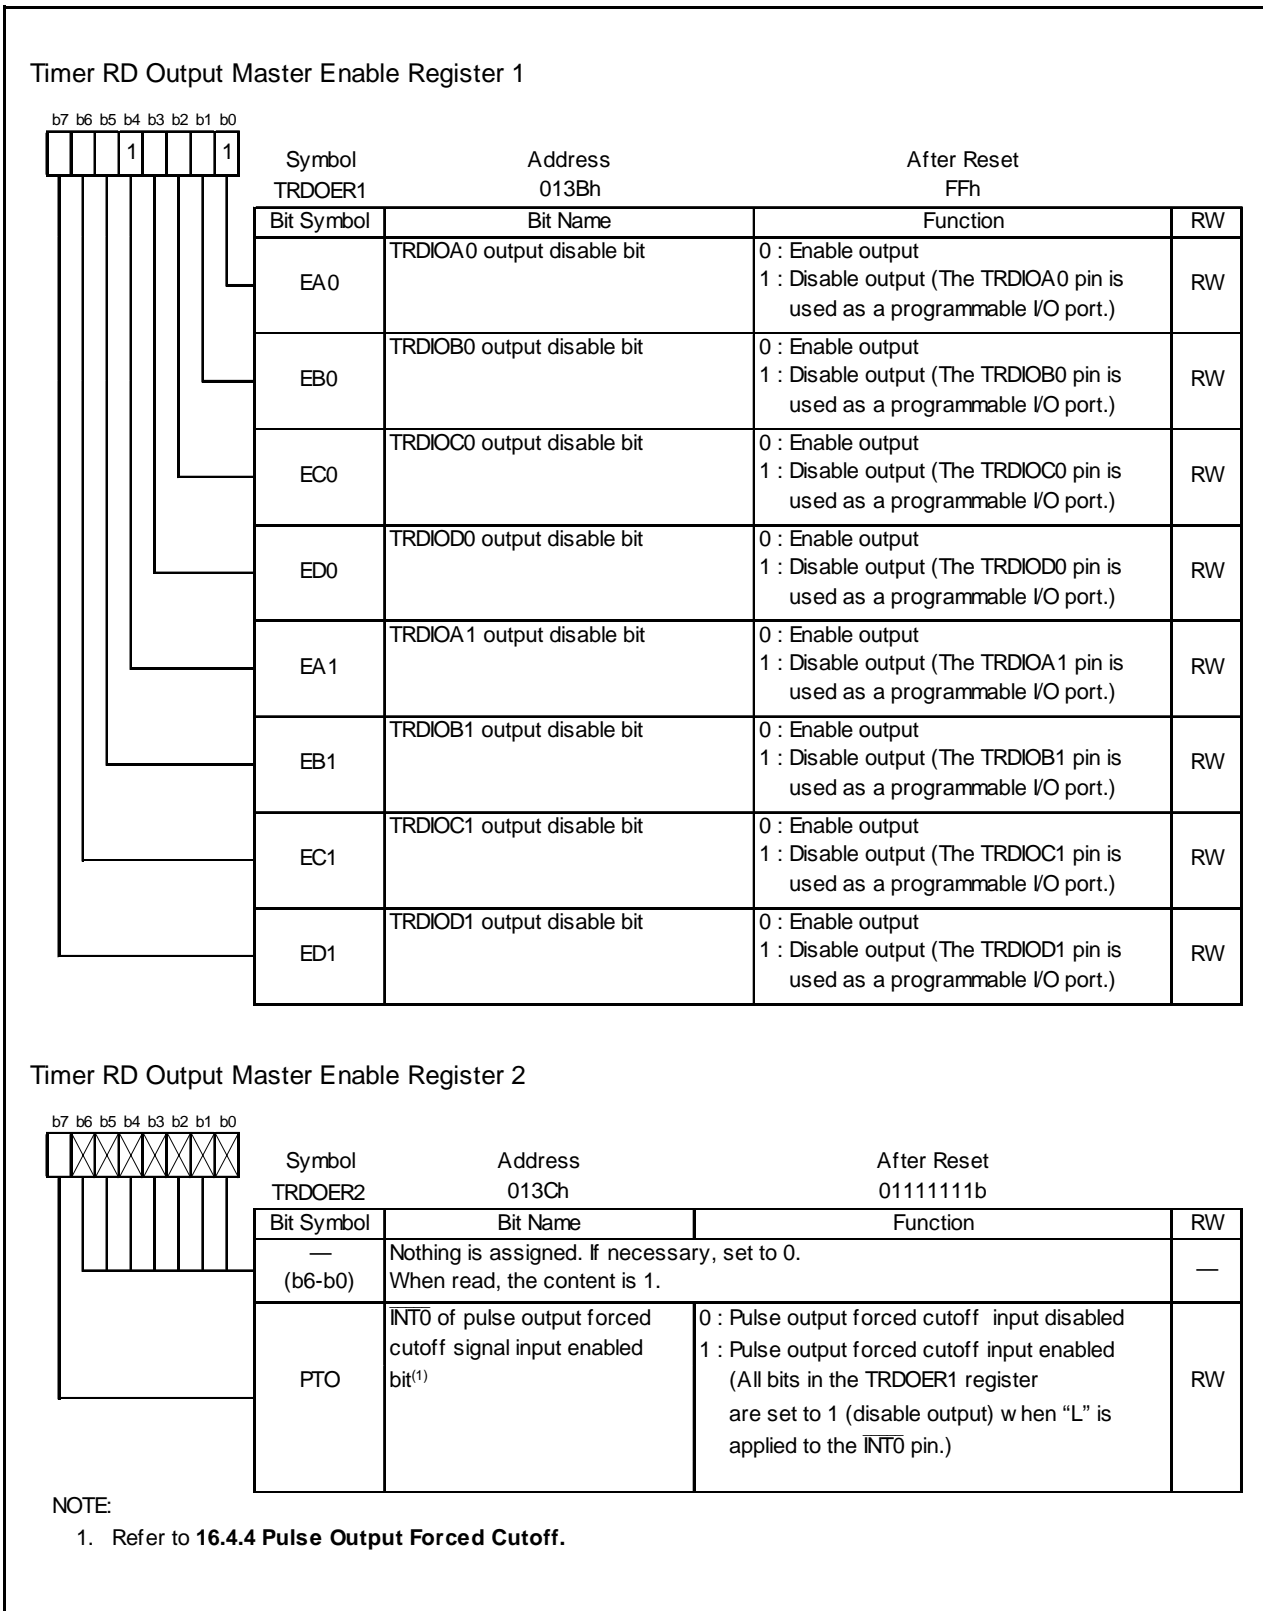 Timer RD Output Master Enable Register 1
b7 b6 b5 b4 b3 b2 b1 b0
1 1
Symbol Address After Reset
TRDOER1 013Bh FFh
Bit Symbol Bit Name Function RW
EA0 TRDIOA0 output disable bit 0 : Enable output
1 : Disable output (The TRDIOA0 pin is
used as a programmable I/O port.) RW
EB0 TRDIOB0 output disable bit 0 : Enable output
1 : Disable output (The TRDIOB0 pin is
used as a programmable I/O port.) RW
EC0 TRDIOC0 output disable bit 0 : Enable output
1 : Disable output (The TRDIOC0 pin is
used as a programmable I/O port.) RW
ED0 TRDIOD0 output disable bit 0 : Enable output
1 : Disable output (The TRDIOD0 pin is
used as a programmable I/O port.) RW
EA1 TRDIOA1 output disable bit 0 : Enable output
1 : Disable output (The TRDIOA1 pin is
used as a programmable I/O port.) RW
EB1 TRDIOB1 output disable bit 0 : Enable output
1 : Disable output (The TRDIOB1 pin is
used as a programmable I/O port.) RW
EC1 TRDIOC1 output disable bit 0 : Enable output
1 : Disable output (The TRDIOC1 pin is
used as a programmable I/O port.) RW
ED1 TRDIOD1 output disable bit 0 : Enable output
1 : Disable output (The TRDIOD1 pin is
used as a programmable I/O port.) RW
Timer RD Output Master Enable Register 2
b7 b6 b5 b4 b3 b2 b1 b0
Symbol Address After Reset
TRDOER2 013Ch 01111111b
Bit Symbol Bit Name Function RW
— Nothing is assigned. If necessary, set to 0.
(b6-b0) When read, the content is 1. —
INT0 of pulse output forced 0 : Pulse output forced cutoff input disabled
cutoff signal input enabled 1 : Pulse output forced cutoff input enabled
PTO bit(1) (All bits in the TRDOER1 register RW
are set to 1 (disable output) when “L” is
applied to the INT0 pin.)
NOTE:
1. Refer to 16.4.4 Pulse Output Forced Cutoff.